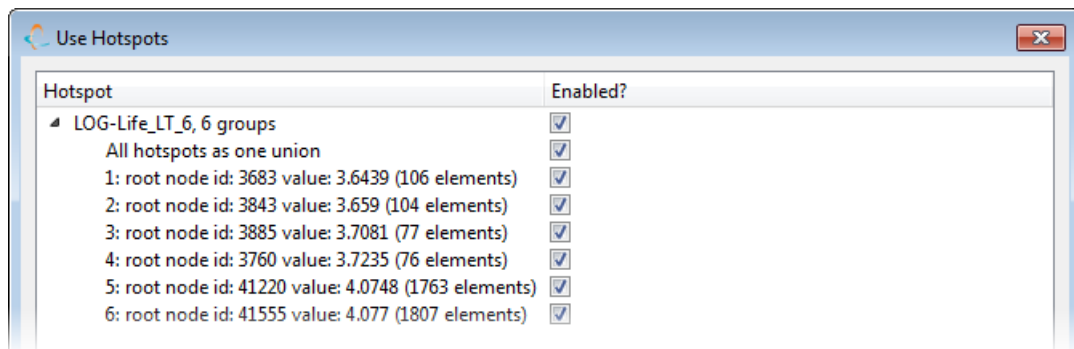 Use Hotspots
Hotspot Enabled?
LOG-Life_LT_6, 6 groups
All hotspots as one union
1: root node id: 3683 value: 3.6439 (106 elements)
2: root node id: 3843 value: 3.659 (104 elements)
3: root node id: 3885 value: 3.7081 (77 elements)
4: root node id: 3760 value: 3.7235 (76 elements)
5: root node id: 41220 value: 4.0748 (1763 elements)
6: root node id: 41555 value: 4.077 (1807 elements)